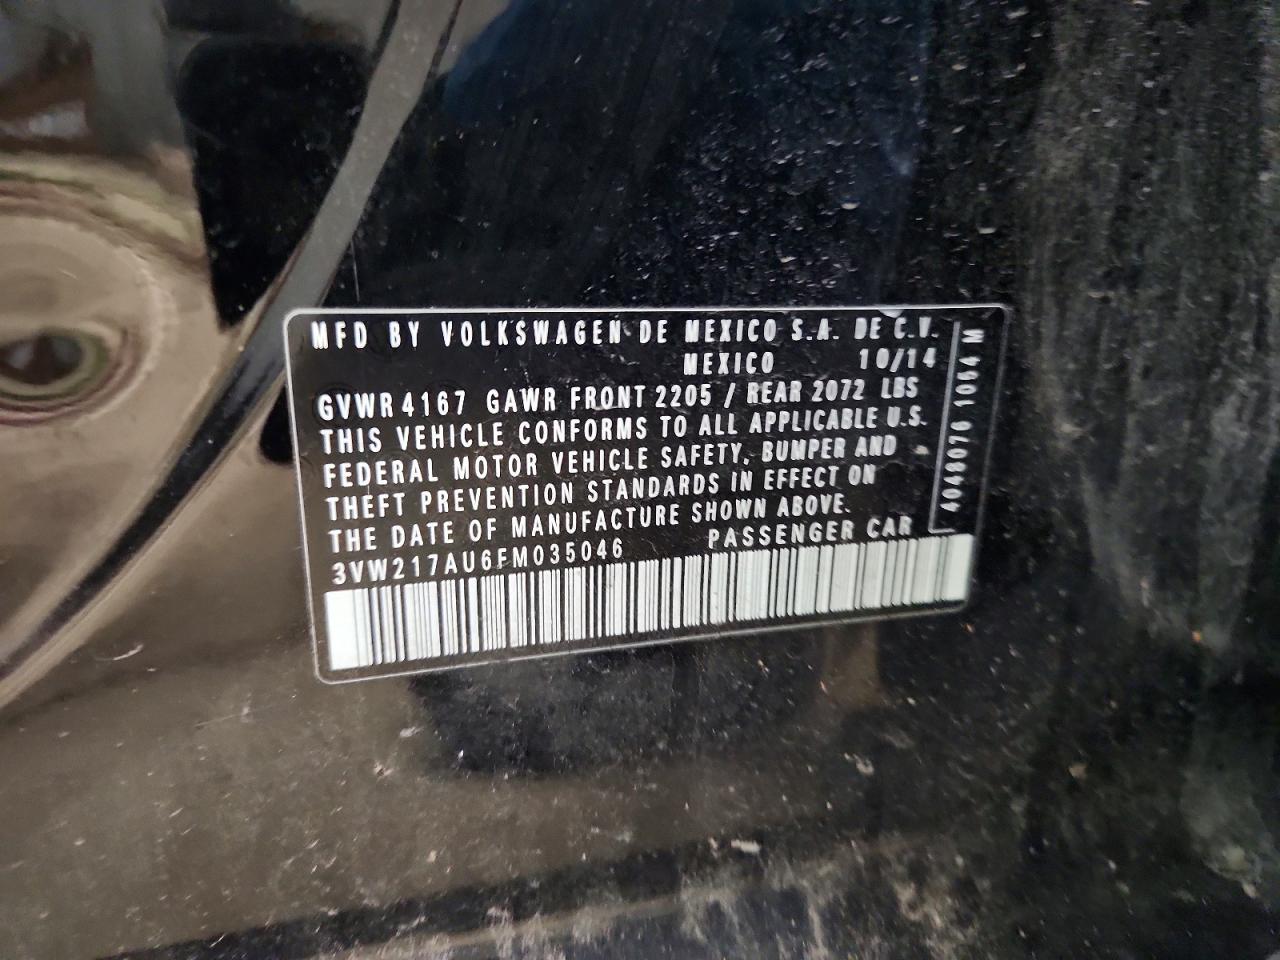 MFD BY VOLKSWAGEN DE MEXICO S.A. DE C.V.
MEXICO 10/14
GVWR 4167 GAWR FRONT 2205 / REAR 2072 LBS
THIS VEHICLE CONFORMS TO ALL APPLICABLE U.S.
FEDERAL MOTOR VEHICLE SAFETY, BUMPER AND
THEFT PREVENTION STANDARDS IN EFFECT ON
THE DATE OF MANUFACTURE SHOWN ABOVE.
3VW217AU6FM035046 PASSENGER CAR
4048076 1054 M